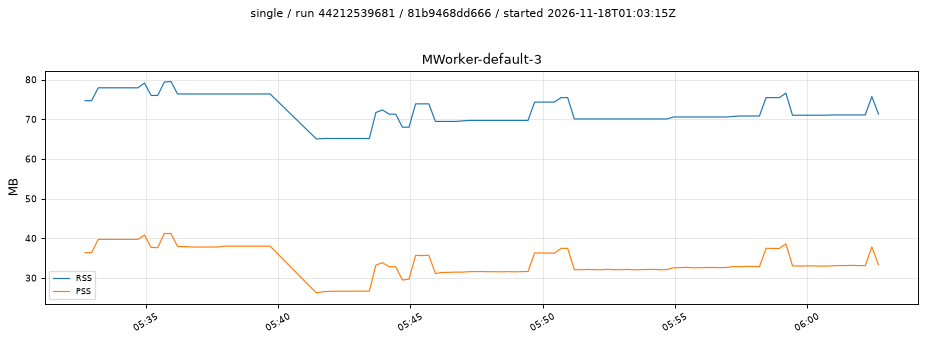 single / run 44212539681 / 81b9468dd666 / started 2026-11-18T01:03:15Z
MWorker-default-3
80
70
60
50
40
30
MB
RSS
PSS
05:35
05:40
05:45
05:50
05:55
06:00